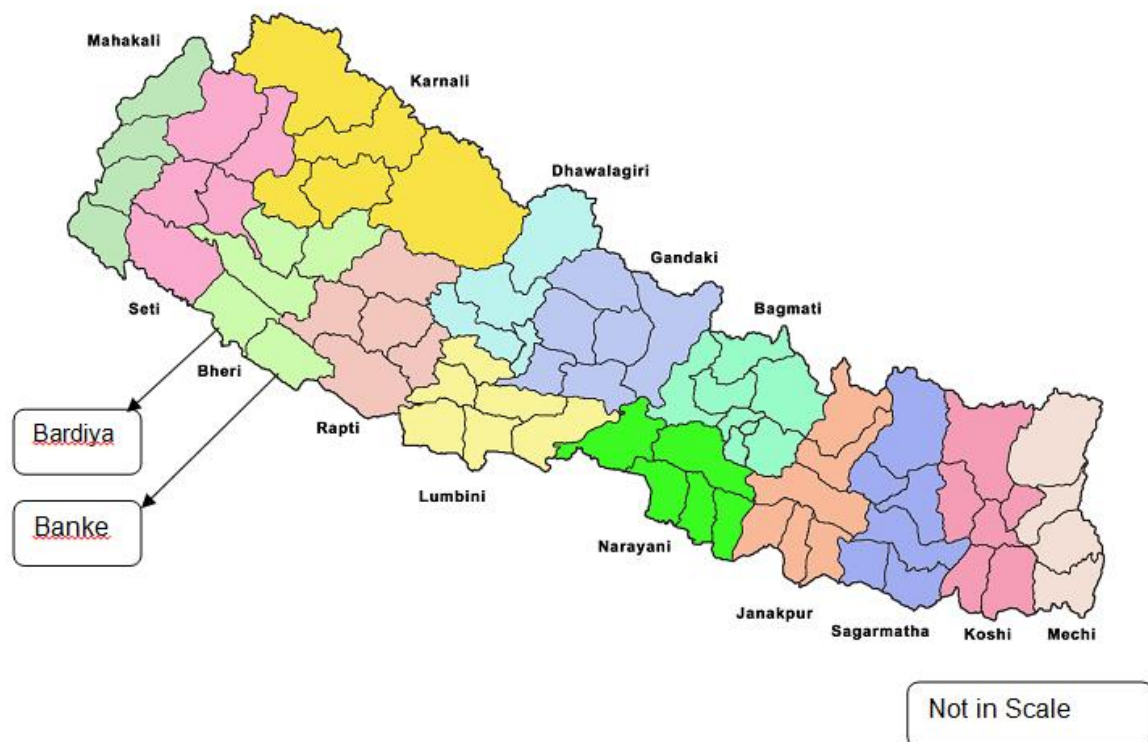 Mahakali
Karnali
Dhawalagiri
Gandaki
Bagmati
Seti
Bheri
Bardiya
Rapti
Lumbini
Banke
Narayani
Janakpur
Sagarmatha
Koshi
Mechi
Not in Scale